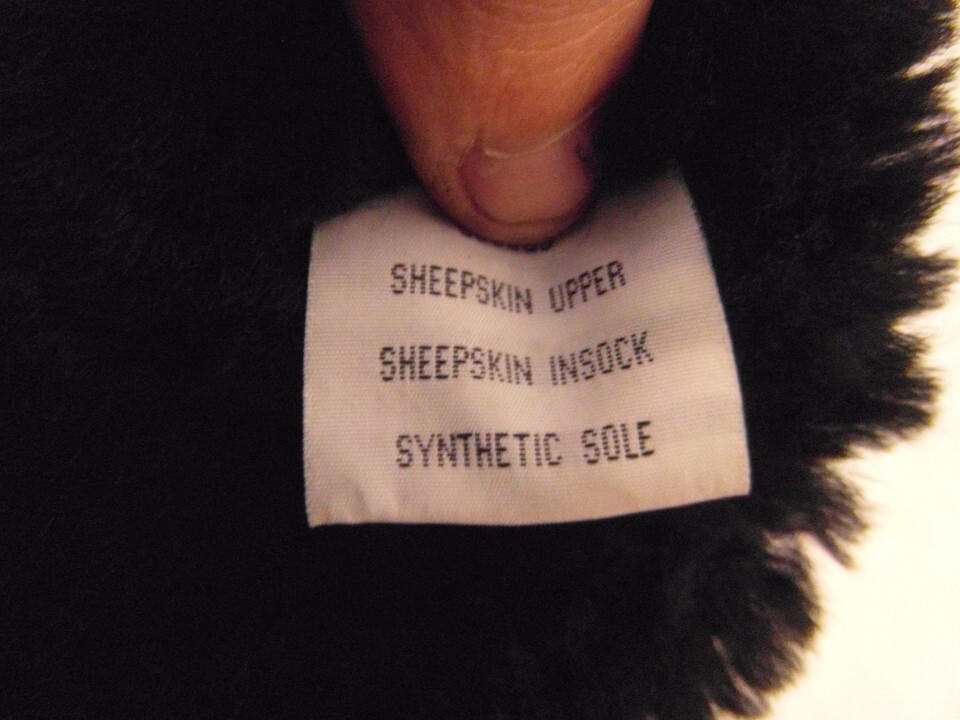 SHEEPSKIN UPPER
SHEEPSKIN INSOCK
SYNTHETIC SOLE